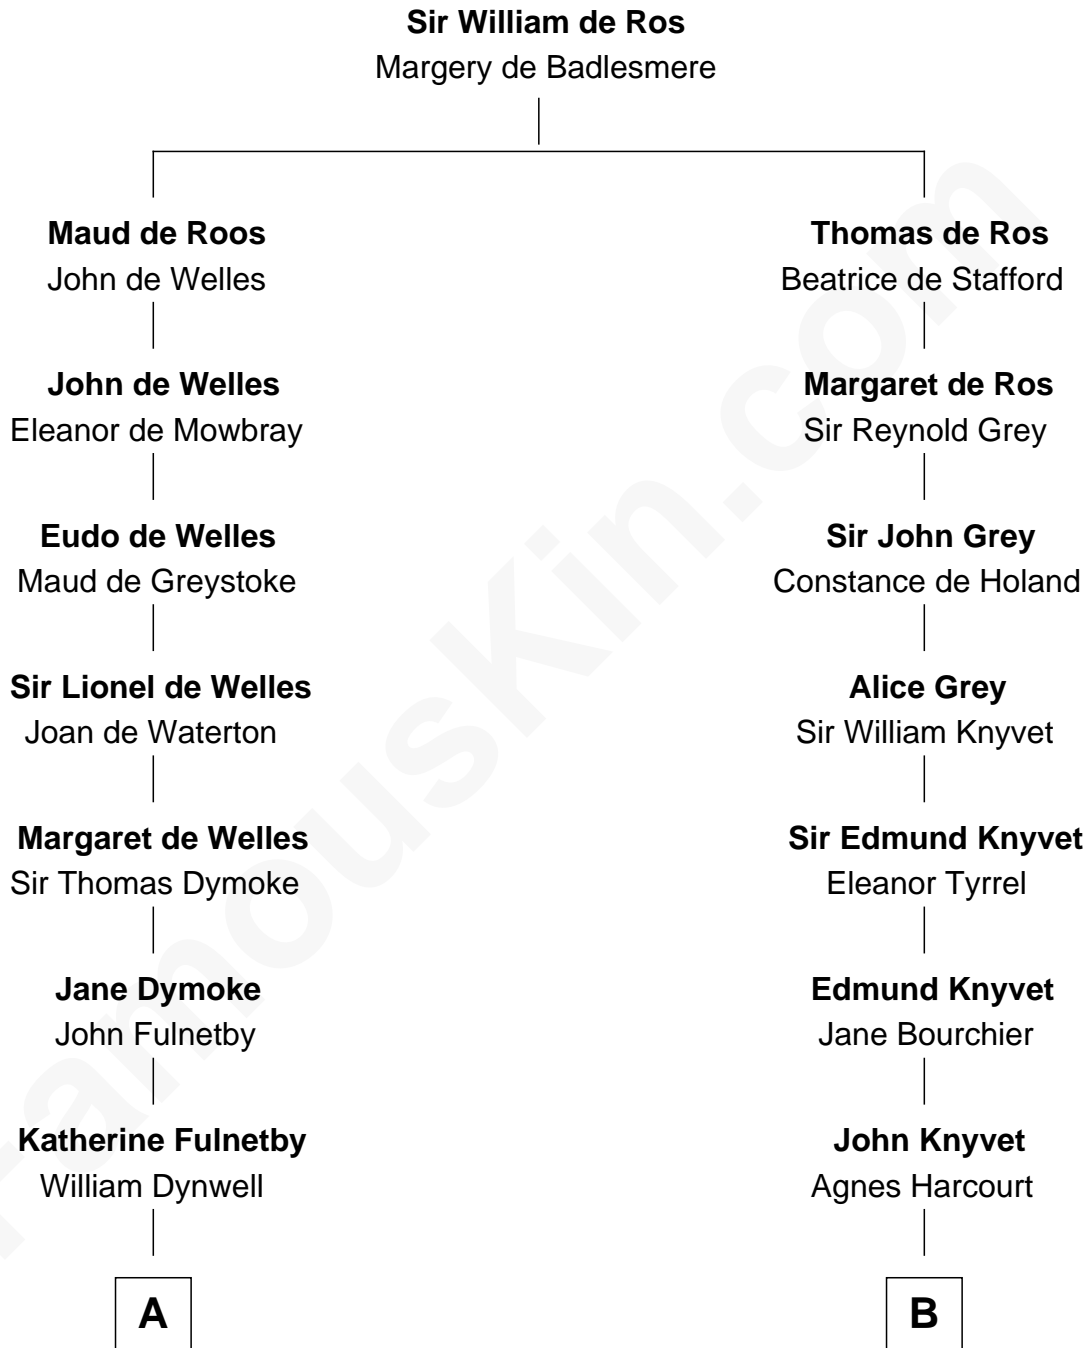 Sir William de Ros
Margery de Badlesmere
Maud de Roos
John de Welles
Thomas de Ros
Beatrice de Stafford
John de Welles
Eleanor de Mowbray
Margaret de Ros
Sir Reynold Grey
Eudo de Welles
Maud de Greystoke
Sir John Grey
Constance de Holand
Sir Lionel de Welles
Joan de Waterton
Alice Grey
Sir William Knyvet
Margaret de Welles
Sir Thomas Dymoke
Sir Edmund Knyvet
Eleanor Tyrrel
Jane Dymoke
John Fulnetby
Edmund Knyvet
Jane Bourchier
Katherine Fulnetby
William Dynwell
John Knyvet
Agnes Harcourt
A
B
FamousKin.com